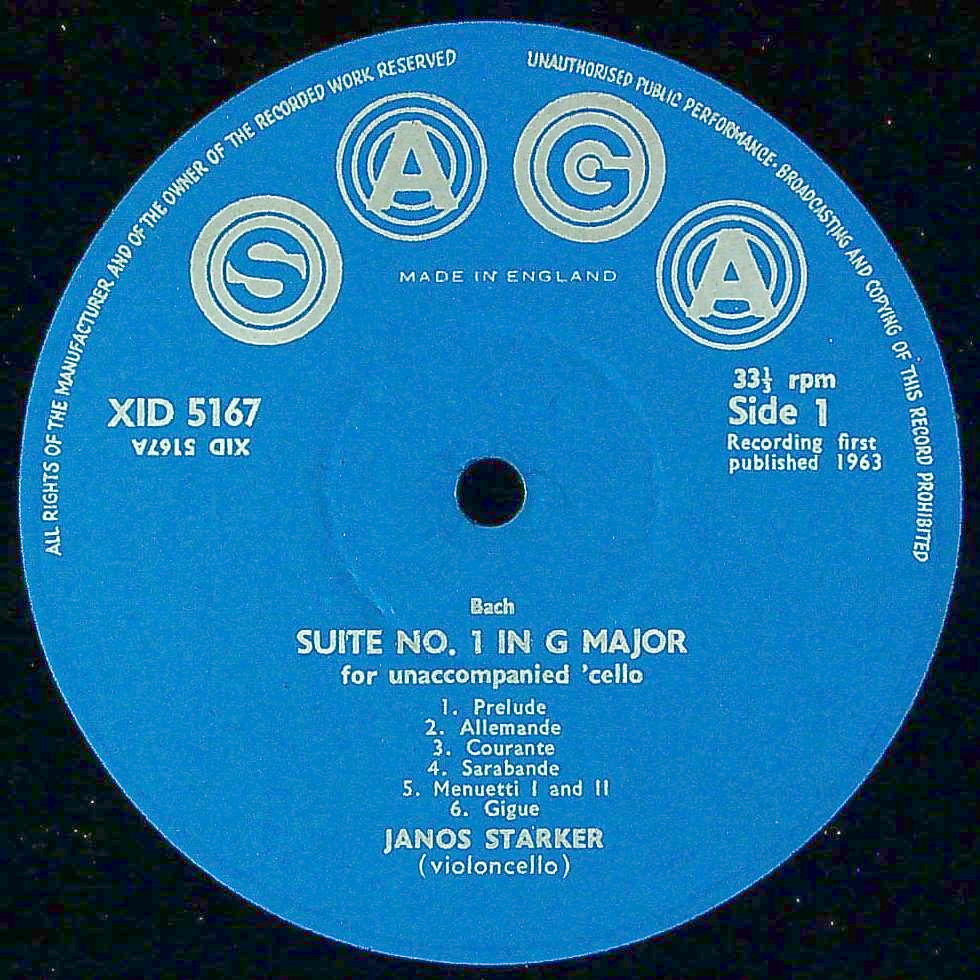 ALL RIGHTS OF THE MANUFACTURER AND OF THE OWNER OF THE RECORDED WORK RESERVED
UNAUTHORISED PUBLIC PERFORMANCE · BROADCASTING AND COPYING OF THIS RECORD PROHIBITED
SAGA
MADE IN ENGLAND
XID 5167
XID 5167A
33⅓ rpm
Side 1
Recording first
published 1963
Bach
SUITE NO. 1 IN G MAJOR
for unaccompanied 'cello
1. Prelude
2. Allemande
3. Courante
4. Sarabande
5. Menuetti I and II
6. Gigue
JANOS STARKER
(violoncello)